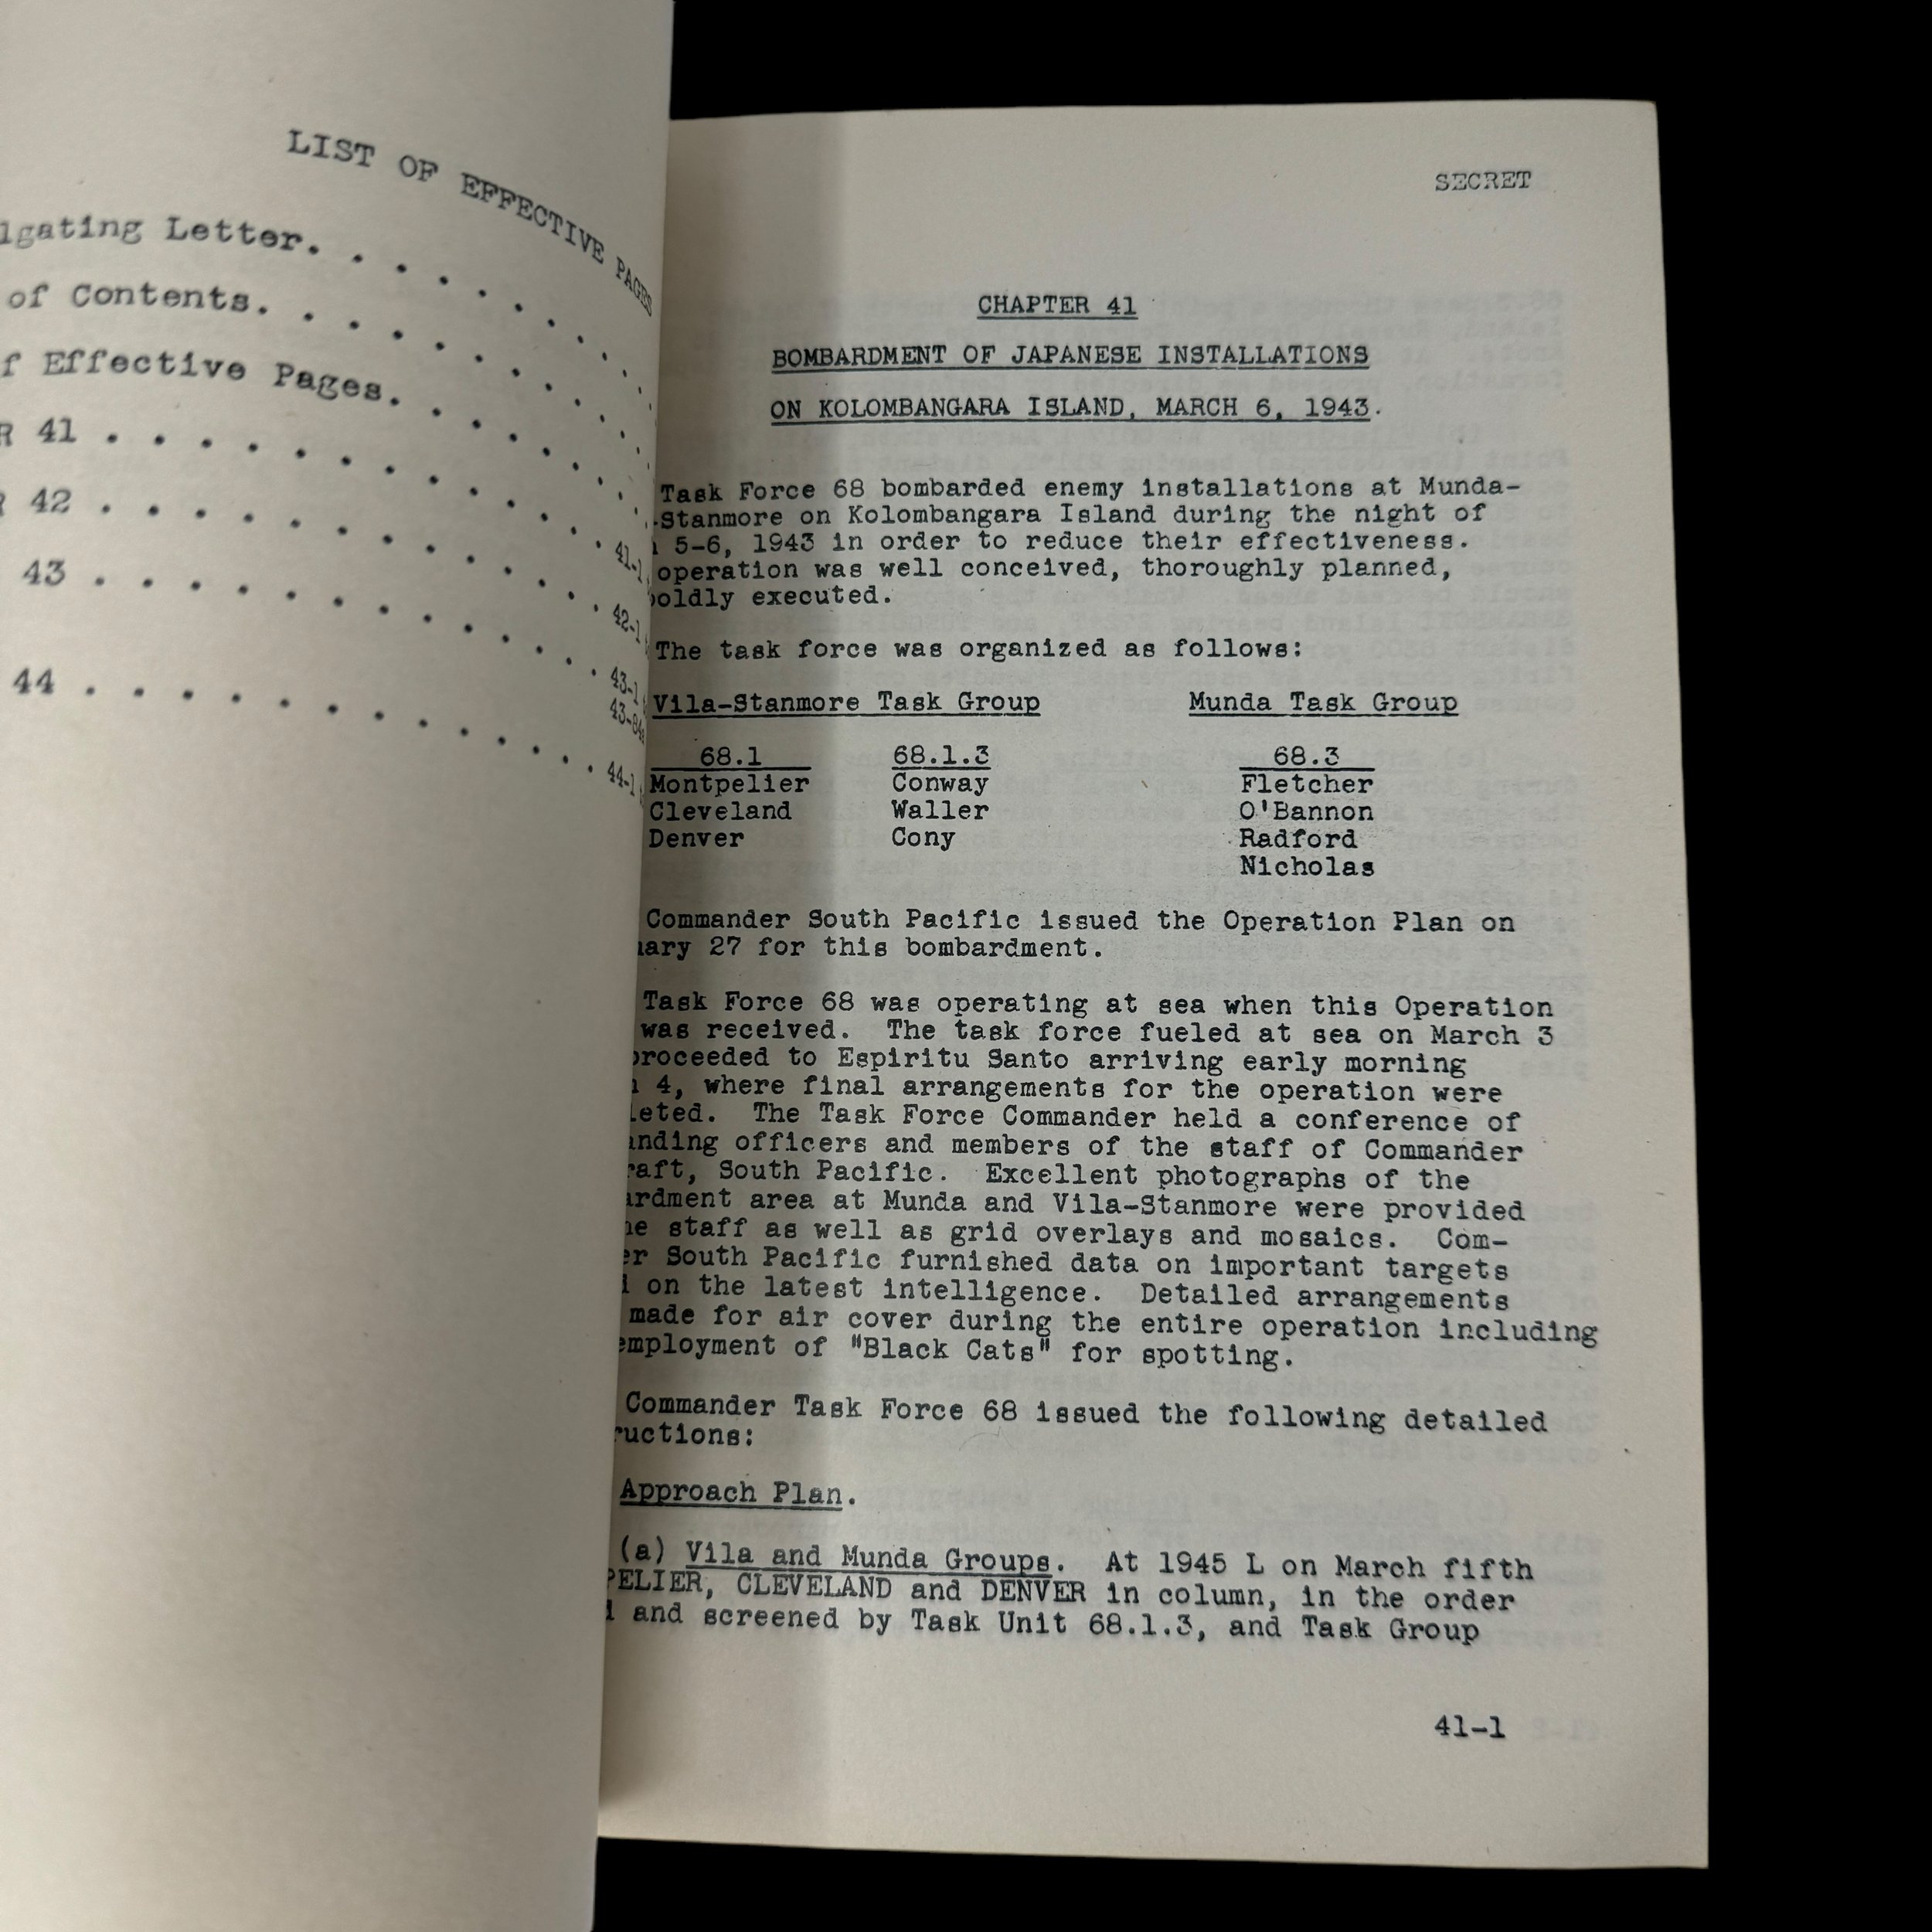 LIST OF EFFECTIVE PAGES
lgating Letter. . . . . . .
of Contents. . . . . . . .
f Effective Pages. . . . . . .
R 41 . . . . . . . . . . . 41-1
R 42 . . . . . . . . . . . 42-1
43 . . . . . . . . . . . 43-1
43-84a
44 . . . . . . . . . . . . 44-1
SECRET
CHAPTER 41
BOMBARDMENT OF JAPANESE INSTALLATIONS
ON KOLOMBANGARA ISLAND, MARCH 6, 1943.
Task Force 68 bombarded enemy installations at Munda-
-Stanmore on Kolombangara Island during the night of
5-6, 1943 in order to reduce their effectiveness.
operation was well conceived, thoroughly planned,
boldly executed.
The task force was organized as follows:
Vila-Stanmore Task Group Munda Task Group
68.1 68.1.3 68.3
Montpelier Conway Fletcher
Cleveland Waller O'Bannon
Denver Cony Radford
Nicholas
Commander South Pacific issued the Operation Plan on
uary 27 for this bombardment.
Task Force 68 was operating at sea when this Operation
was received. The task force fueled at sea on March 3
proceeded to Espiritu Santo arriving early morning
4, where final arrangements for the operation were
leted. The Task Force Commander held a conference of
anding officers and members of the staff of Commander
raft, South Pacific. Excellent photographs of the
ardment area at Munda and Vila-Stanmore were provided
he staff as well as grid overlays and mosaics. Com-
er South Pacific furnished data on important targets
d on the latest intelligence. Detailed arrangements
made for air cover during the entire operation including
employment of "Black Cats" for spotting.
Commander Task Force 68 issued the following detailed
ructions:
Approach Plan.
(a) Vila and Munda Groups. At 1945 L on March fifth
PELIER, CLEVELAND and DENVER in column, in the order
d and screened by Task Unit 68.1.3, and Task Group
41-1